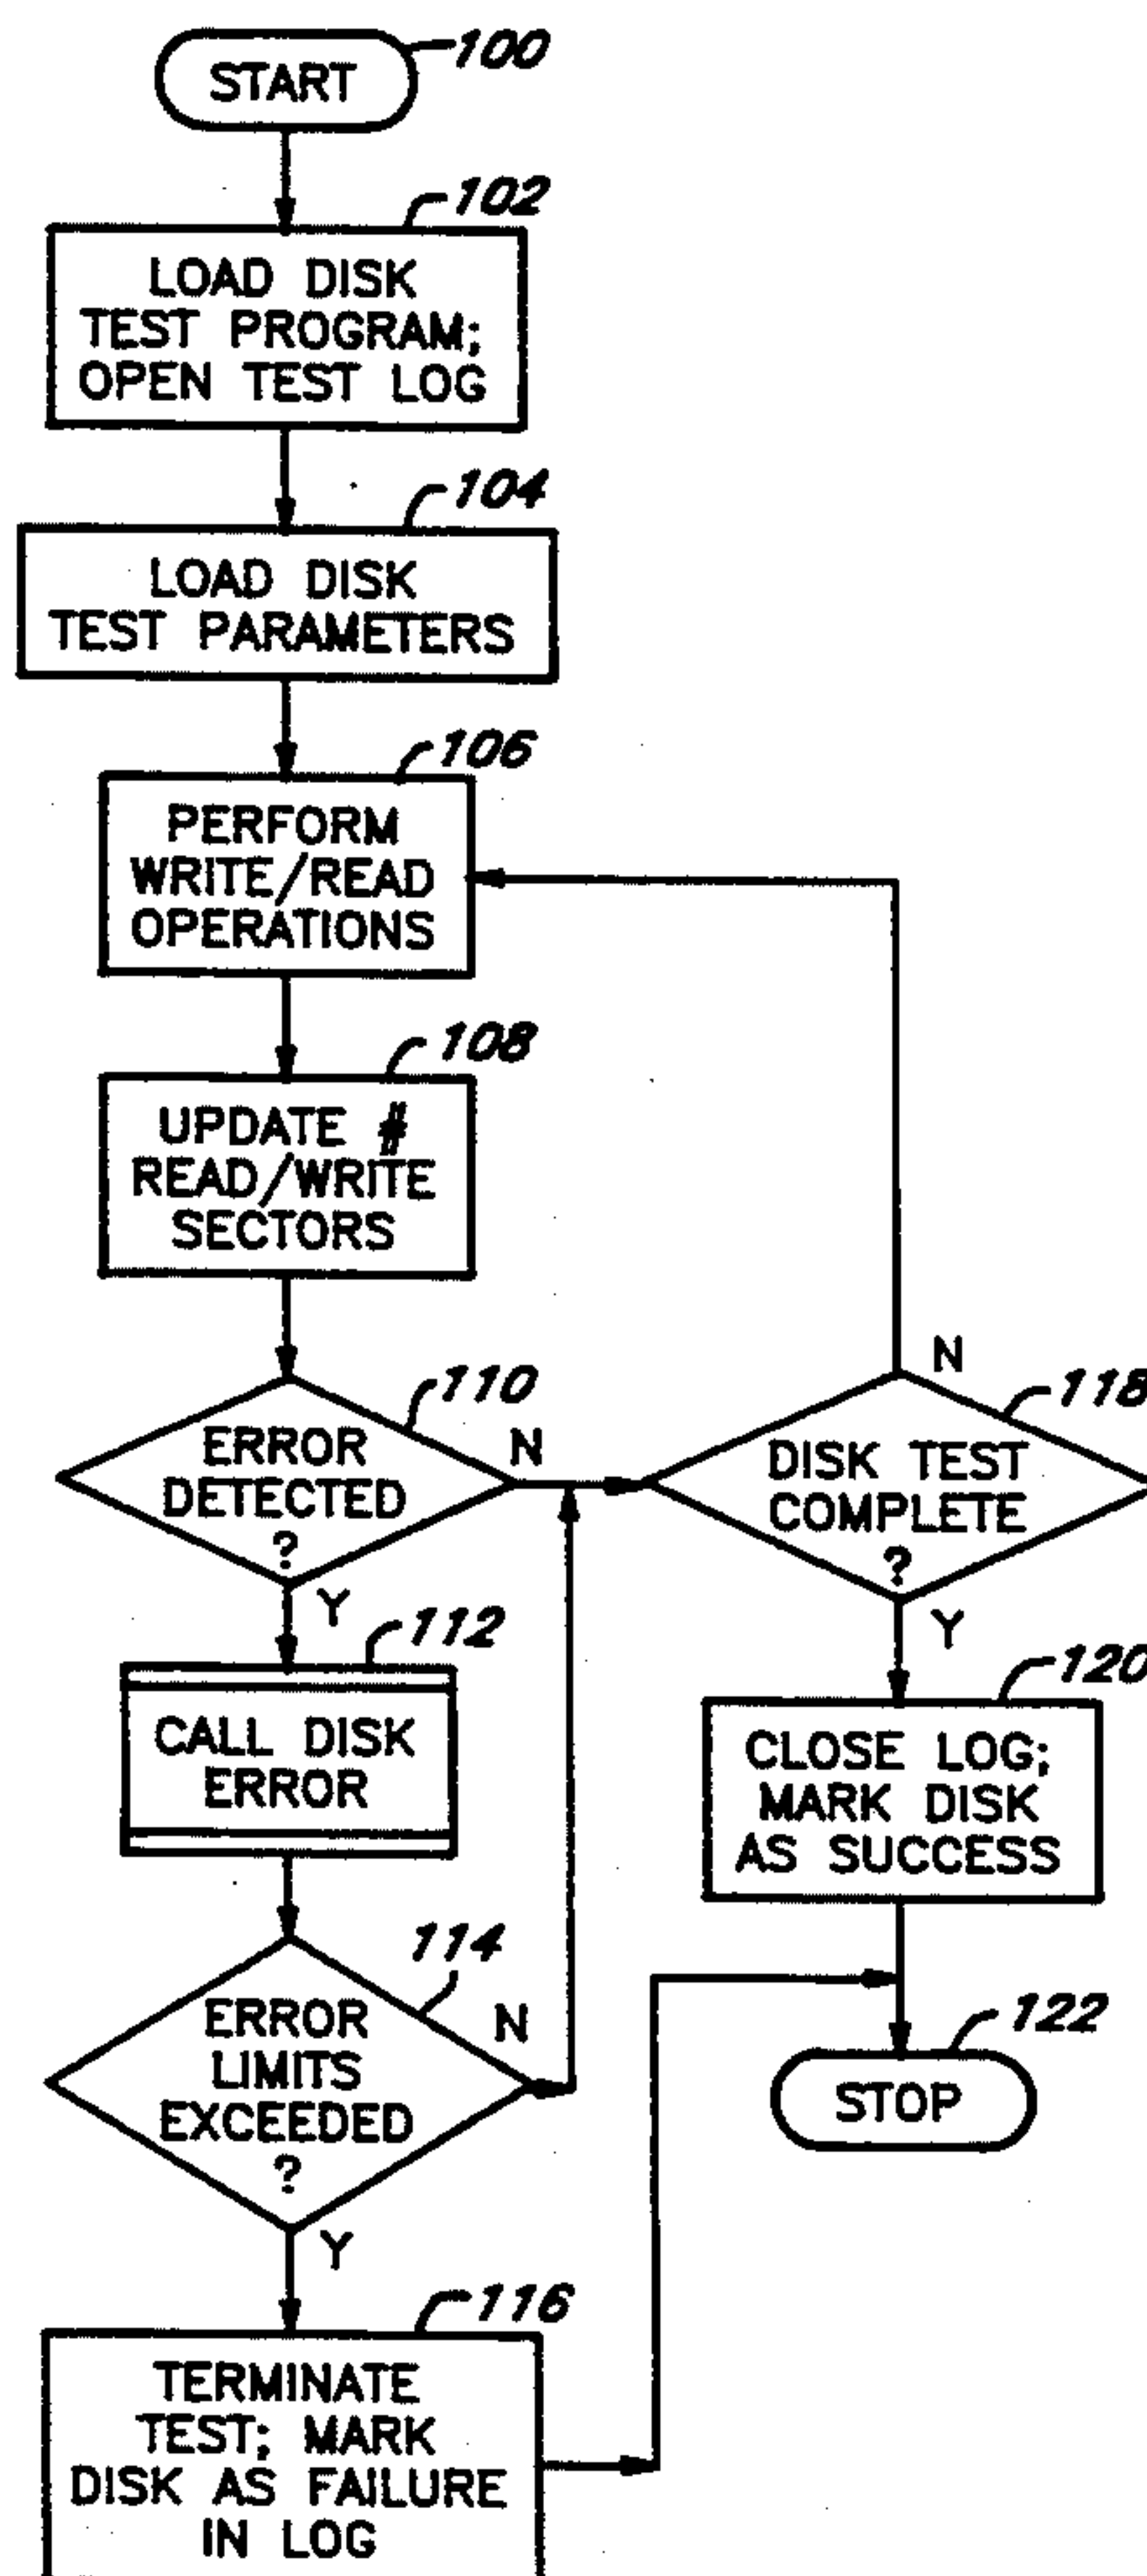 100
START
102
LOAD DISK
TEST PROGRAM;
OPEN TEST LOG
104
LOAD DISK
TEST PARAMETERS
106
PERFORM
WRITE/READ
OPERATIONS
108
UPDATE #
READ/WRITE
SECTORS
110
ERROR
DETECTED
?
N
Y
112
CALL DISK
ERROR
114
ERROR
LIMITS
EXCEEDED
?
N
Y
116
TERMINATE
TEST; MARK
DISK AS FAILURE
IN LOG
N
118
DISK TEST
COMPLETE
?
Y
120
CLOSE LOG;
MARK DISK
AS SUCCESS
122
STOP